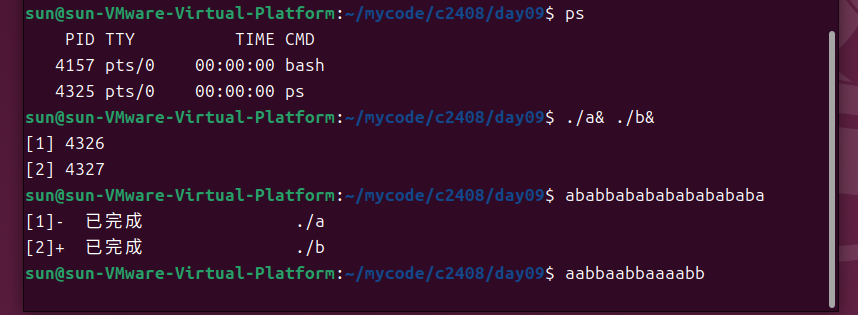 sun@sun-VMware-Virtual-Platform:~/mycode/c2408/day09$ ps
PID TTY TIME CMD
4157 pts/0 00:00:00 bash
4325 pts/0 00:00:00 ps
sun@sun-VMware-Virtual-Platform:~/mycode/c2408/day09$ ./a& ./b&
[1] 4326
[2] 4327
sun@sun-VMware-Virtual-Platform:~/mycode/c2408/day09$ ababbabababababababa
[1]- 已完成 ./a
[2]+ 已完成 ./b
sun@sun-VMware-Virtual-Platform:~/mycode/c2408/day09$ aabbaabbaaaabb